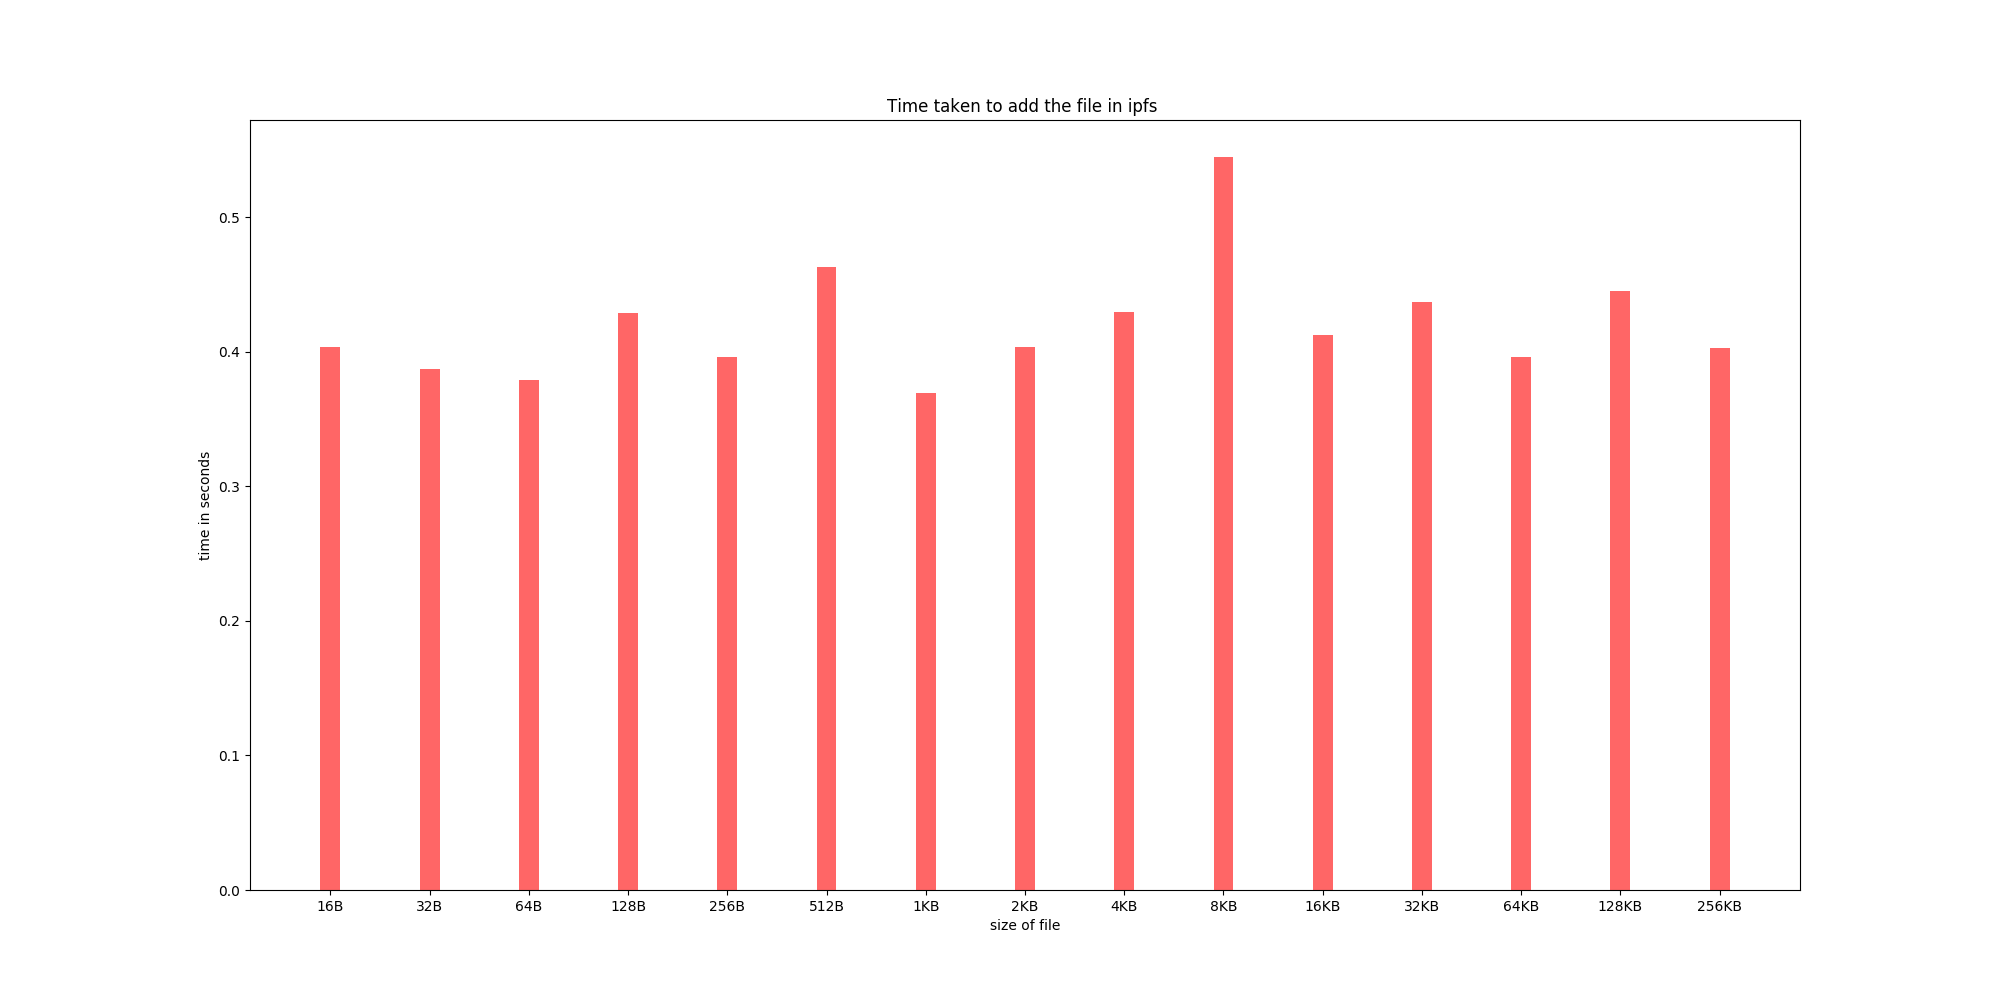 Time taken to add the file in ipfs
time in seconds
0.5
0.4
0.3
0.2
0.1
0.0
16B 32B 64B 128B 256B 512B 1KB 2KB 4KB 8KB 16KB 32KB 64KB 128KB 256KB
size of file